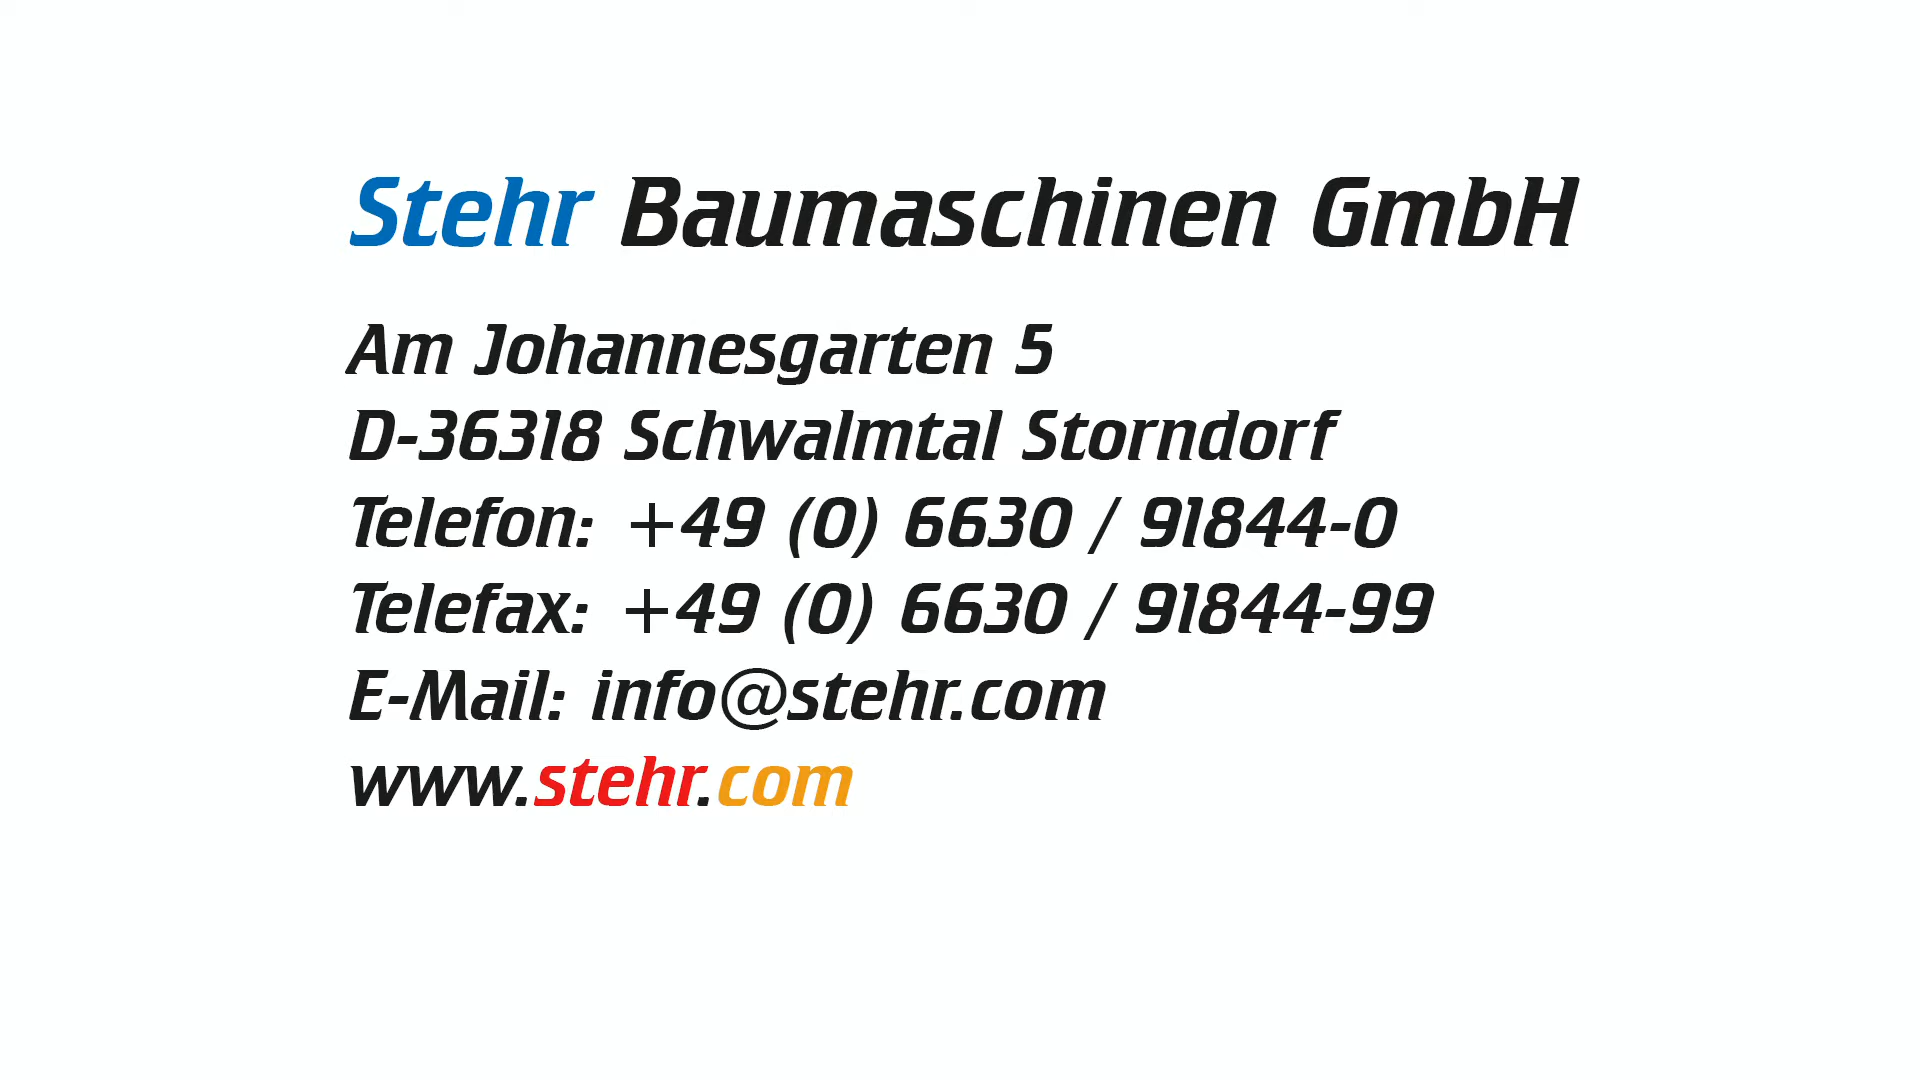 Stehr Baumaschinen GmbH
Am Johannesgarten 5
D-36318 Schwalmtal Storndorf
Telefon: +49 (0) 6630 / 91844-0
Telefax: +49 (0) 6630 / 91844-99
E-Mail: info@stehr.com
www.stehr.com